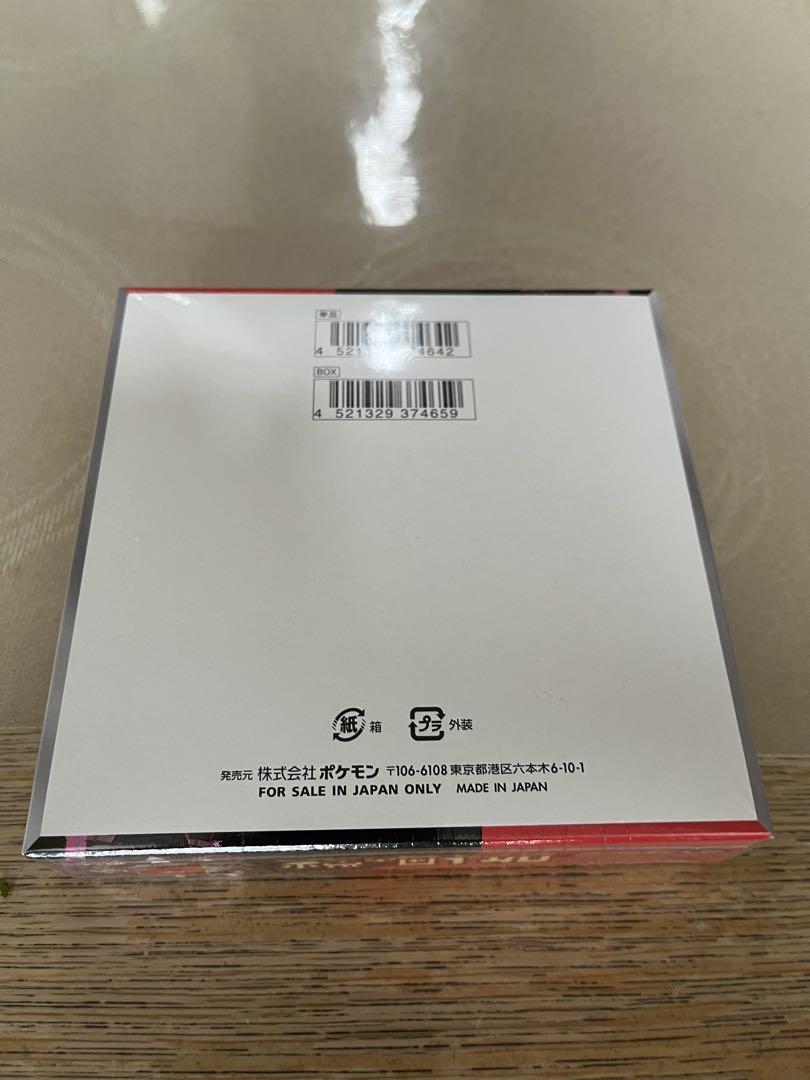 単品
4 521 4642
BOX
4 521329 374659
紙 箱
プラ 外装
発売元 株式会社 ポケモン 〒106-6108 東京都港区六本木6-10-1
FOR SALE IN JAPAN ONLY MADE IN JAPAN